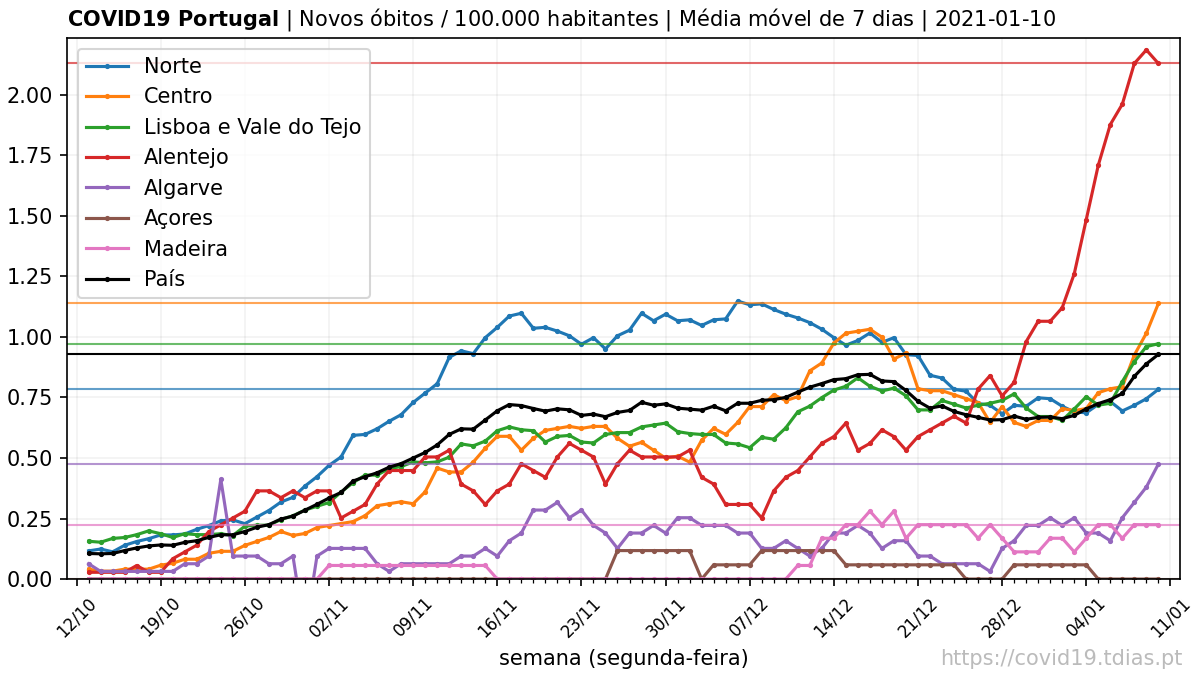 COVID19 Portugal | Novos óbitos / 100.000 habitantes | Média móvel de 7 dias | 2021-01-10
Norte
Centro
Lisboa e Vale do Tejo
Alentejo
Algarve
Açores
Madeira
País
2.00
1.75
1.50
1.25
1.00
0.75
0.50
0.25
0.00
12/10
19/10
26/10
02/11
09/11
16/11
23/11
30/11
07/12
14/12
21/12
28/12
04/01
11/01
semana (segunda-feira)
https://covid19.tdias.pt